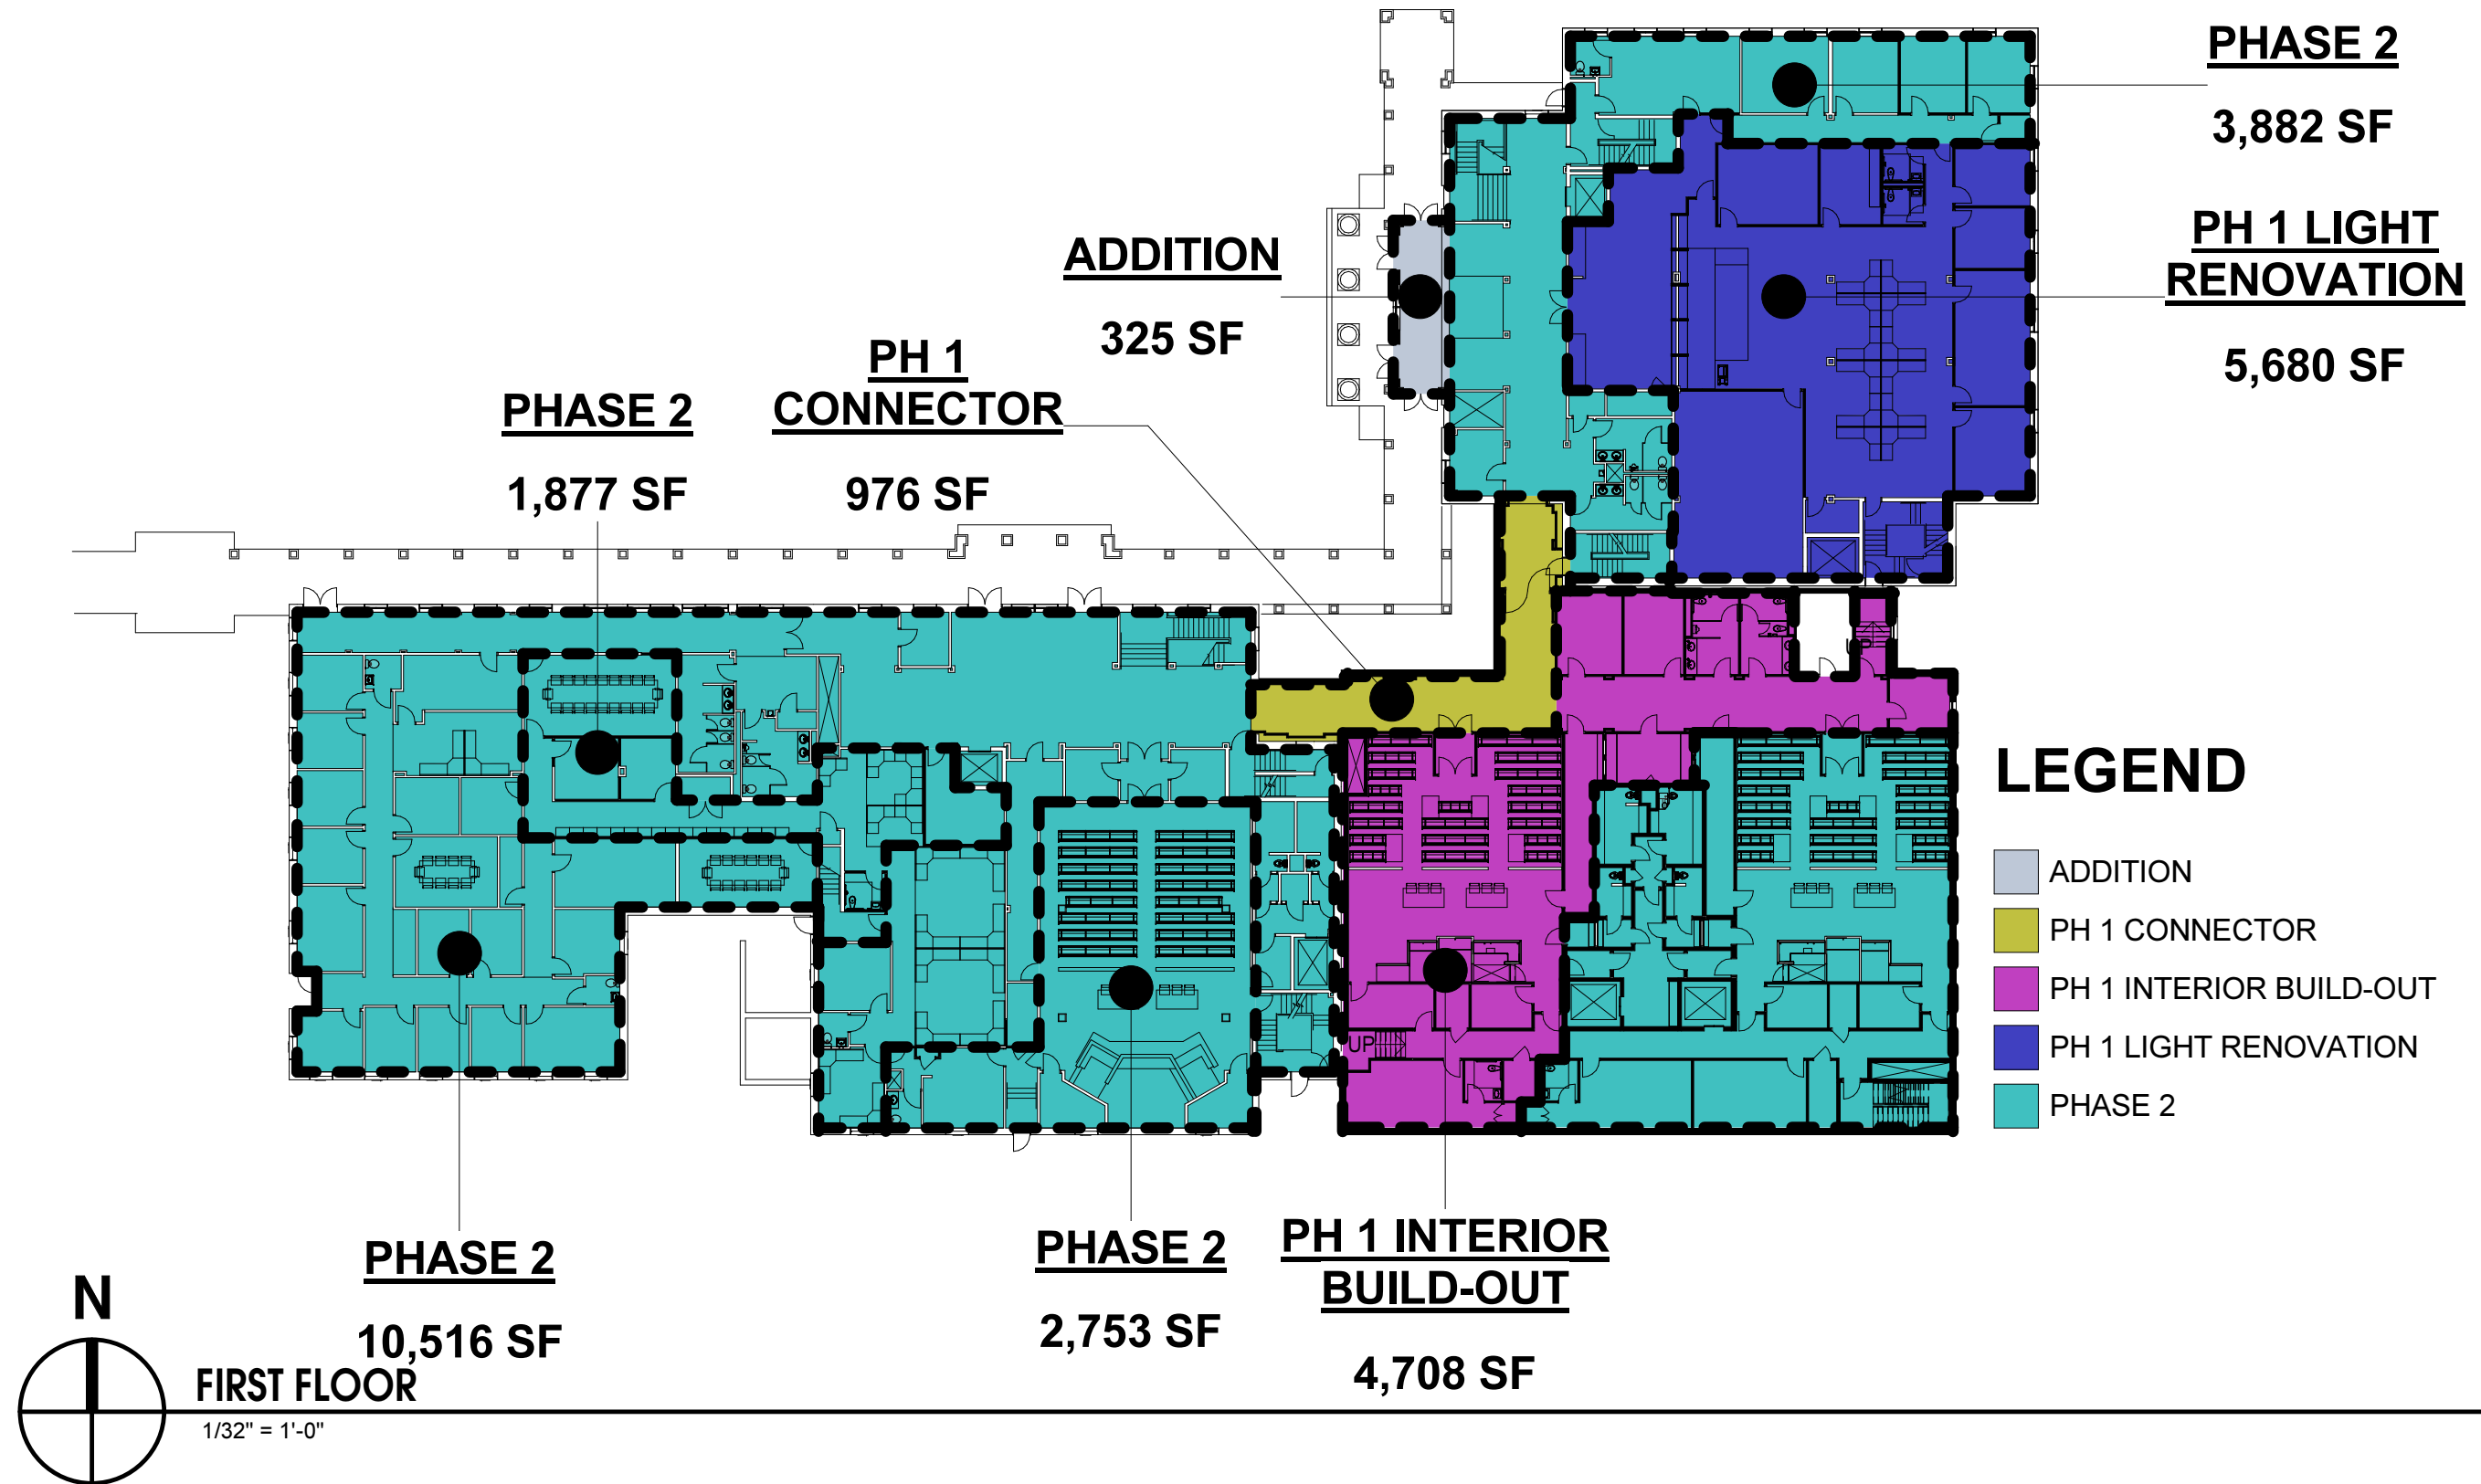 PHASE 2
3,882 SF
PH 1 LIGHT
RENOVATION
5,680 SF
ADDITION
325 SF
PH 1
CONNECTOR
976 SF
PHASE 2
1,877 SF
UP
UP
LEGEND
ADDITION
PH 1 CONNECTOR
PH 1 INTERIOR BUILD-OUT
PH 1 LIGHT RENOVATION
PHASE 2
PHASE 2
10,516 SF
PHASE 2
2,753 SF
PH 1 INTERIOR
BUILD-OUT
4,708 SF
N
FIRST FLOOR
1/32" = 1'-0"